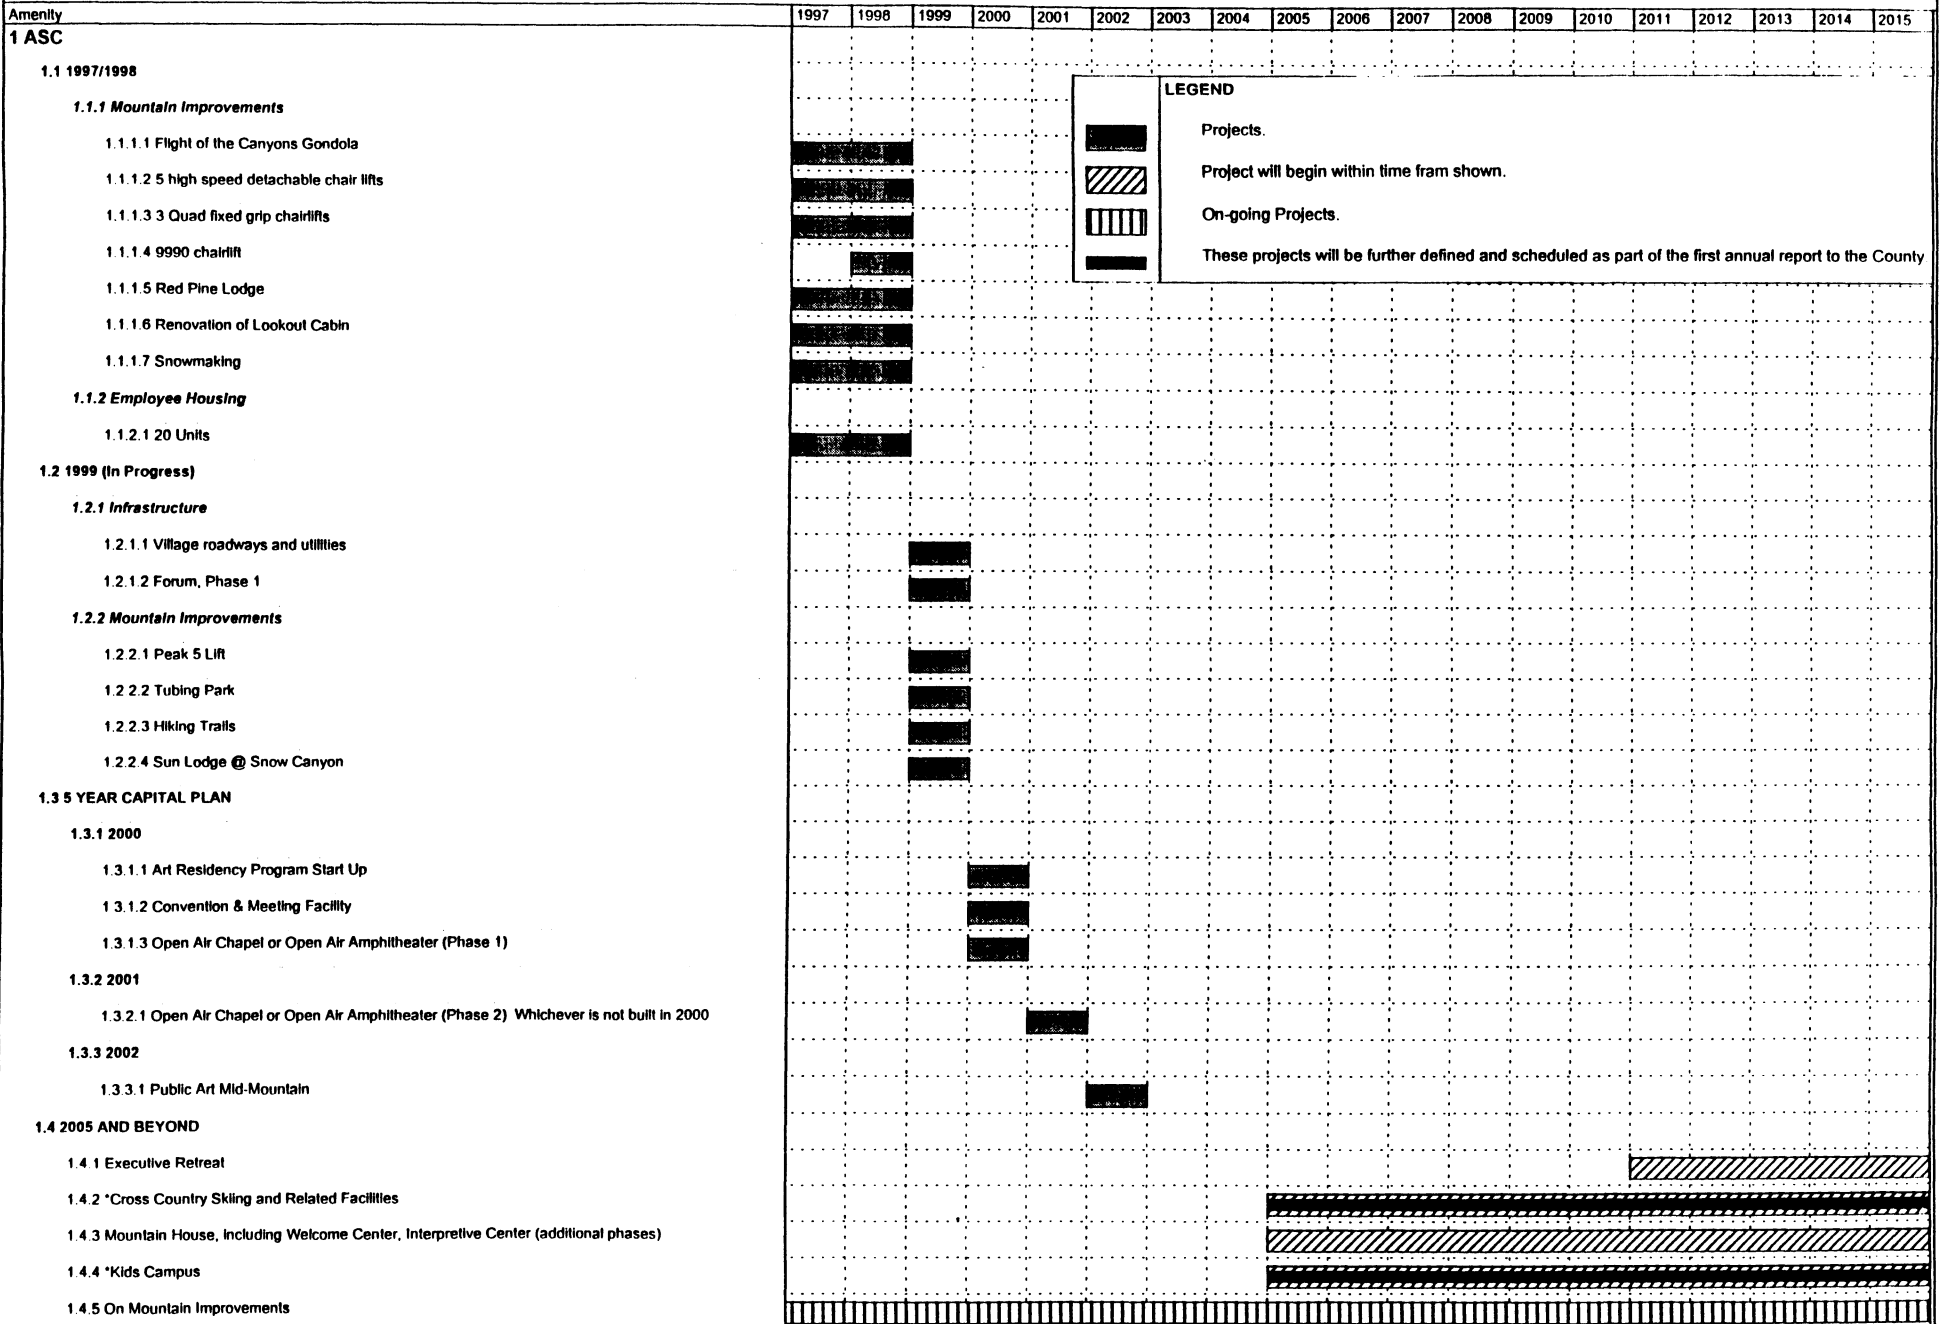 Amenity 1997 1998 1999 2000 2001 2002 2003 2004 2005 2006 2007 2008 2009 2010 2011 2012 2013 2014 2015
1 ASC
1.1 1997/1998
LEGEND
1.1.1 Mountain Improvements
Projects.
1.1.1.1 Flight of the Canyons Gondola
Project will begin within time fram shown.
1.1.1.2 5 high speed detachable chair lifts
On-going Projects.
1.1.1.3 3 Quad fixed grip chairlifts
These projects will be further defined and scheduled as part of the first annual report to the County
1.1.1.4 9990 chairlift
1.1.1.5 Red Pine Lodge
1.1.1.6 Renovation of Lookout Cabin
1.1.1.7 Snowmaking
1.1.2 Employee Housing
1.1.2.1 20 Units
1.2 1999 (In Progress)
1.2.1 Infrastructure
1.2.1.1 Village roadways and utilities
1.2.1.2 Forum, Phase 1
1.2.2 Mountain Improvements
1.2.2.1 Peak 5 Lift
1.2 2.2 Tubing Park
1.2.2.3 Hiking Trails
1.2.2.4 Sun Lodge @ Snow Canyon
1.3 5 YEAR CAPITAL PLAN
1.3.1 2000
1.3.1.1 Art Residency Program Start Up
1 3.1.2 Convention & Meeting Facility
1.3.1.3 Open Air Chapel or Open Air Amphitheater (Phase 1)
1.3.2 2001
1.3.2.1 Open Air Chapel or Open Air Amphitheater (Phase 2) Whichever is not built in 2000
1.3.3 2002
1.3.3.1 Public Art Mid-Mountain
1.4 2005 AND BEYOND
1.4.1 Executive Retreat
1.4.2 *Cross Country Skiing and Related Facilities
1.4.3 Mountain House, Including Welcome Center, Interpretive Center (additional phases)
1.4.4 *Kids Campus
1.4.5 On Mountain Improvements